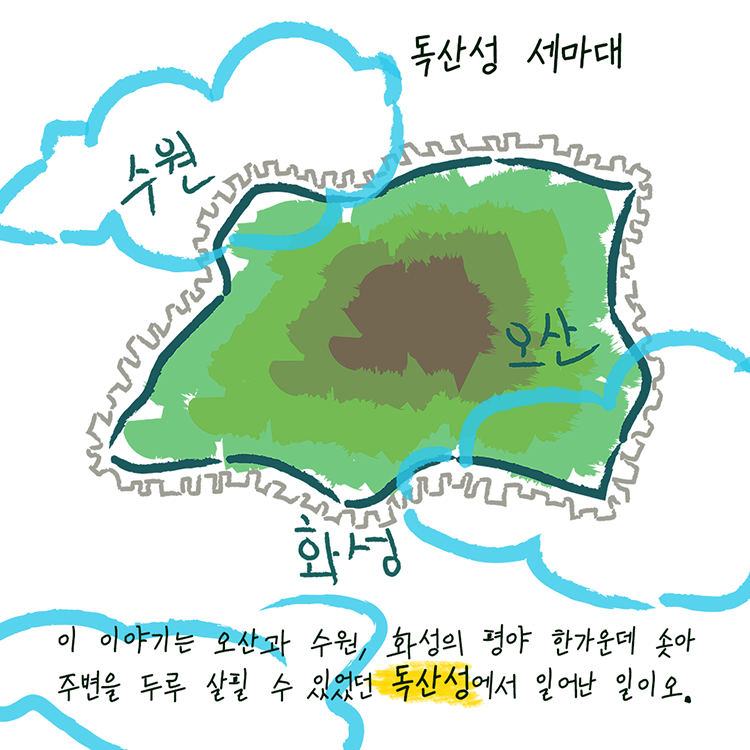 독산성 세마대
수원
오산
화성
이 이야기는 오산과 수원, 화성의 평야 한가운데 솟아
주변을 두루 살필 수 있었던 독산성에서 일어난 일이오.